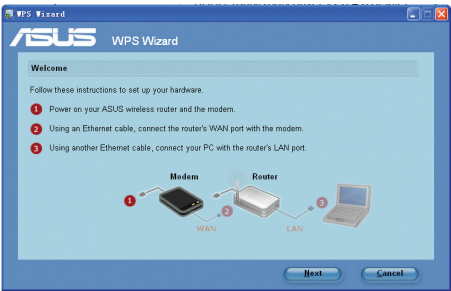 WPS Wizard
ASUS WPS Wizard
Welcome
Follow these instructions to set up your hardware.
1 Power on your ASUS wireless router and the modem.
2 Using an Ethernet cable, connect the router's WAN port with the modem.
3 Using another Ethernet cable, connect your PC with the router's LAN port.
Modem Router
1 2 3
WAN LAN
Next Cancel